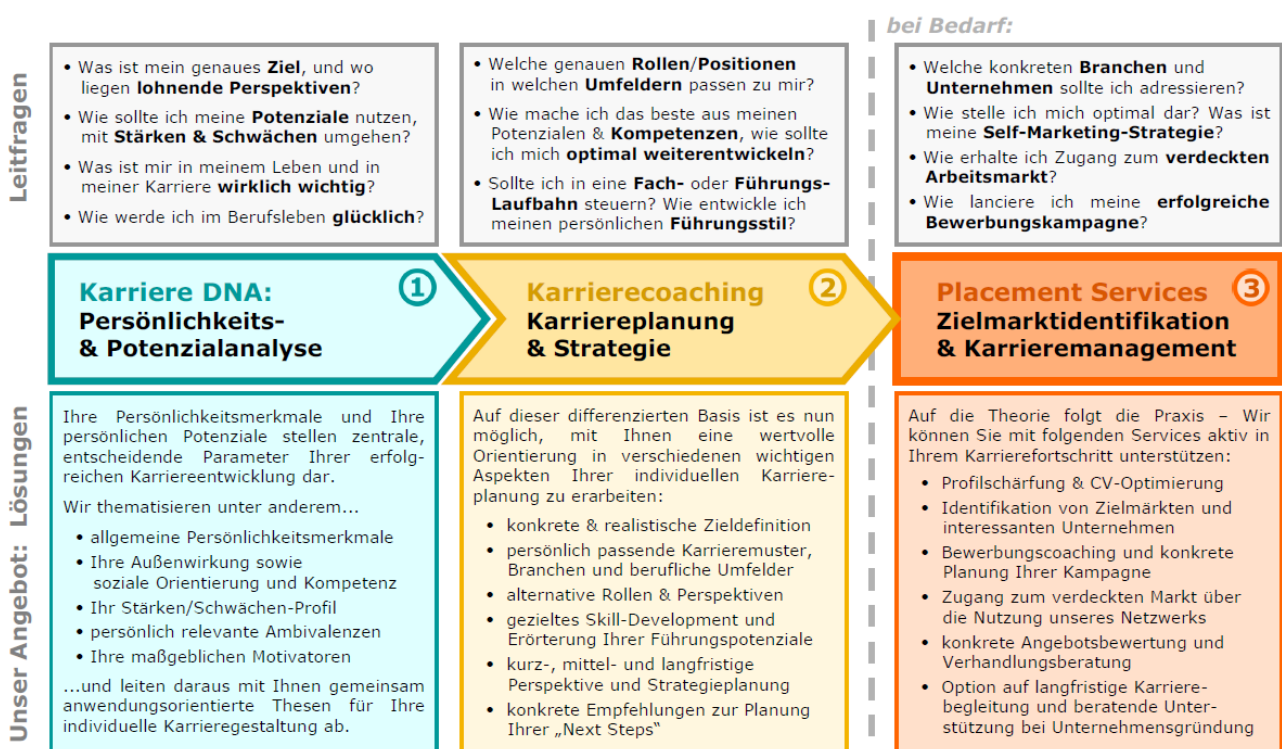 bei Bedarf:
Leitfragen
• Was ist mein genaues Ziel, und wo
liegen lohnende Perspektiven?
• Wie sollte ich meine Potenziale nutzen,
mit Stärken & Schwächen umgehen?
• Was ist mir in meinem Leben und in
meiner Karriere wirklich wichtig?
• Wie werde ich im Berufsleben glücklich?
• Welche genauen Rollen/Positionen
in welchen Umfeldern passen zu mir?
• Wie mache ich das beste aus meinen
Potenzialen & Kompetenzen, wie sollte
ich mich optimal weiterentwickeln?
• Sollte ich in eine Fach- oder Führungs-
Laufbahn steuern? Wie entwickle ich
meinen persönlichen Führungsstil?
• Welche konkreten Branchen und
Unternehmen sollte ich adressieren?
• Wie stelle ich mich optimal dar? Was ist
meine Self-Marketing-Strategie?
• Wie erhalte ich Zugang zum verdeckten
Arbeitsmarkt?
• Wie lanciere ich meine erfolgreiche
Bewerbungskampagne?
Karriere DNA: 1
Persönlichkeits-
& Potenzialanalyse
Karrierecoaching 2
Karriereplanung
& Strategie
Placement Services 3
Zielmarktidentifikation
& Karrieremanagement
Unser Angebot: Lösungen
Ihre Persönlichkeitsmerkmale und Ihre
persönlichen Potenziale stellen zentrale,
entscheidende Parameter Ihrer erfolg-
reichen Karriereentwicklung dar.
Wir thematisieren unter anderem...
• allgemeine Persönlichkeitsmerkmale
• Ihre Außenwirkung sowie
soziale Orientierung und Kompetenz
• Ihr Stärken/Schwächen-Profil
• persönlich relevante Ambivalenzen
• Ihre maßgeblichen Motivatoren
...und leiten daraus mit Ihnen gemeinsam
anwendungsorientierte Thesen für Ihre
individuelle Karrieregestaltung ab.
Auf dieser differenzierten Basis ist es nun
möglich, mit Ihnen eine wertvolle
Orientierung in verschiedenen wichtigen
Aspekten Ihrer individuellen Karriere-
planung zu erarbeiten:
• konkrete & realistische Zieldefinition
• persönlich passende Karrieremuster,
Branchen und berufliche Umfelder
• alternative Rollen & Perspektiven
• gezieltes Skill-Development und
Erörterung Ihrer Führungspotenziale
• kurz-, mittel- und langfristige
Perspektive und Strategieplanung
• konkrete Empfehlungen zur Planung
Ihrer „Next Steps“
Auf die Theorie folgt die Praxis – Wir
können Sie mit folgenden Services aktiv in
Ihrem Karrierefortschritt unterstützen:
• Profilschärfung & CV-Optimierung
• Identifikation von Zielmärkten und
interessanten Unternehmen
• Bewerbungscoaching und konkrete
Planung Ihrer Kampagne
• Zugang zum verdeckten Markt über
die Nutzung unseres Netzwerks
• konkrete Angebotsbewertung und
Verhandlungsberatung
• Option auf langfristige Karriere-
begleitung und beratende Unter-
stützung bei Unternehmensgründung